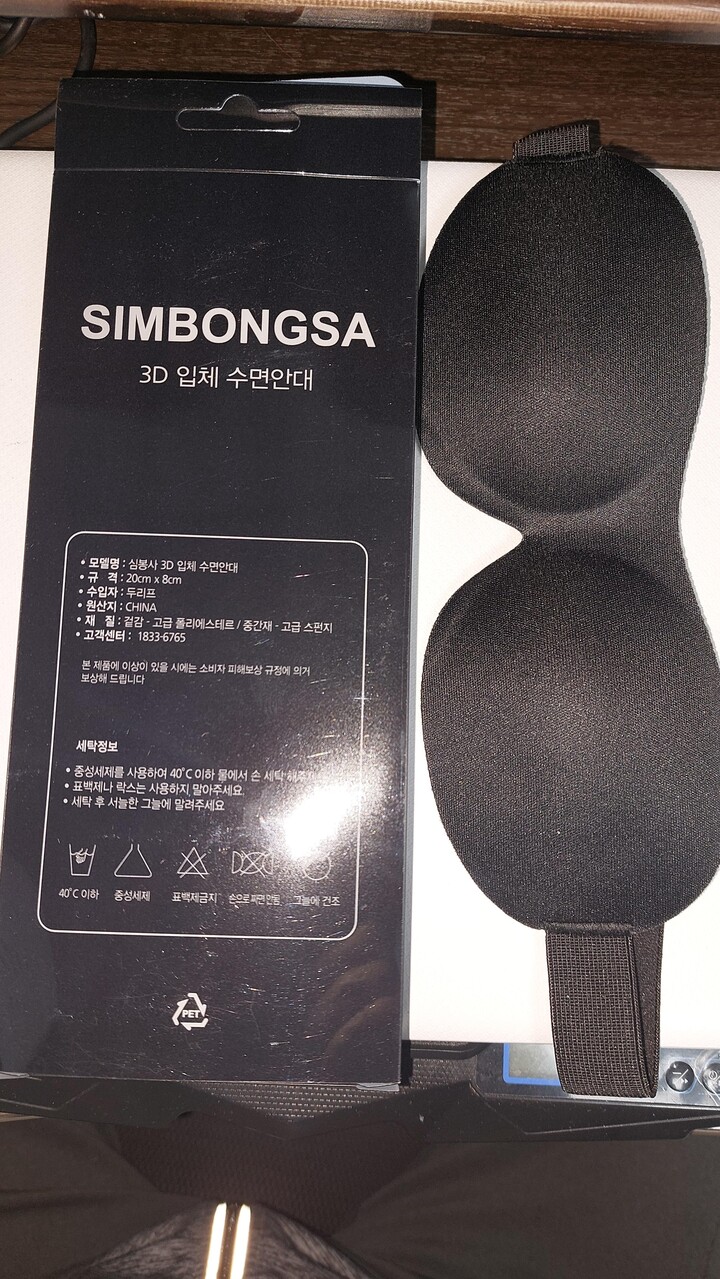 SIMBONGSA
3D 입체 수면안대
• 모델명 : 심봉사 3D 입체 수면안대
• 규 격 : 20cm x 8cm
• 수입자 : 두리프
• 원산지 : CHINA
• 재 질 : 겉감 - 고급 폴리에스테르 / 중간재 - 고급 스펀지
• 고객센터 : 1833-6765
본 제품에 이상이 있을 시에는 소비자 피해보상 규정에 의거
보상해 드립니다
세탁정보
• 중성세제를 사용하여 40˚C 이하 물에서 손 세탁
• 표백제나 락스는 사용하지 말아주세요
• 세탁 후 서늘한 그늘에 말려주세요
40˚C 이하 중성세제 표백제금지 손으로 짜면 안됨 그늘에 건조
PET